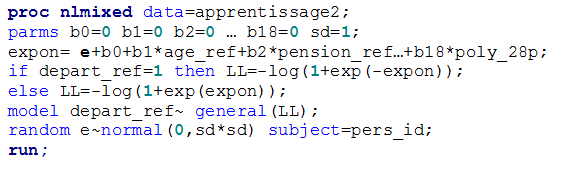 proc nlmixed data=apprentissage2;
parms b0=0 b1=0 b2=0 … b18=0 sd=1;
expon= e+b0+b1*age_ref+b2*pension_ref…+b18*poly_28p;
if depart_ref=1 then LL=-log(1+exp(-expon));
else LL=-log(1+exp(expon));
model depart_ref~ general(LL);
random e~normal(0,sd*sd) subject=pers_id;
run;